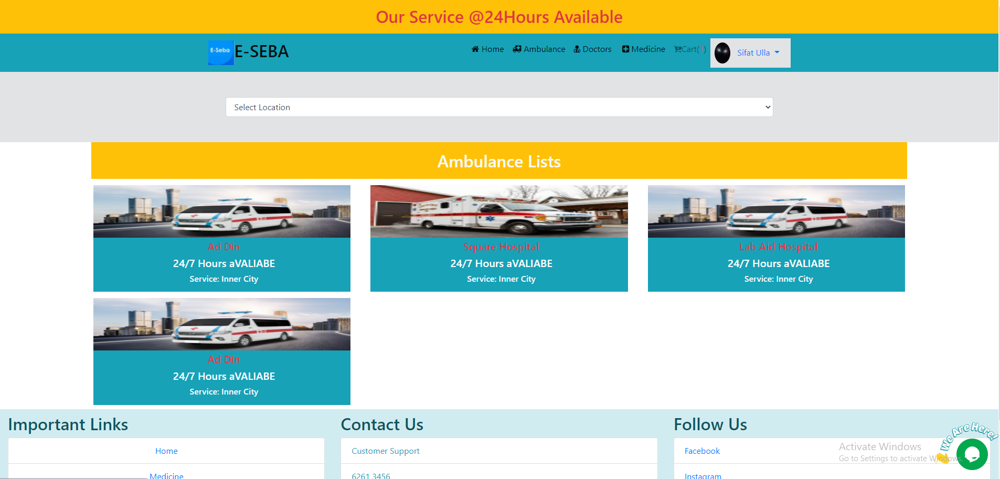 Our Service @24Hours Available
E-Seba
E-SEBA
Home
Ambulance
Doctors
Medicine
Cart(1)
Sifat Ulla
Select Location
Ambulance Lists
Ad Din
24/7 Hours aVALIABE
Service: Inner City
Square Hospital
24/7 Hours aVALIABE
Service: Inner City
Lab Aid Hospital
24/7 Hours aVALIABE
Service: Inner City
Ad Din
24/7 Hours aVALIABE
Service: Inner City
Important Links
Home
Medicine
Contact Us
Customer Support
6261 3456
Follow Us
Facebook
Instagram
We Are Here!
Activate Windows
Go to Settings to activate Windows.